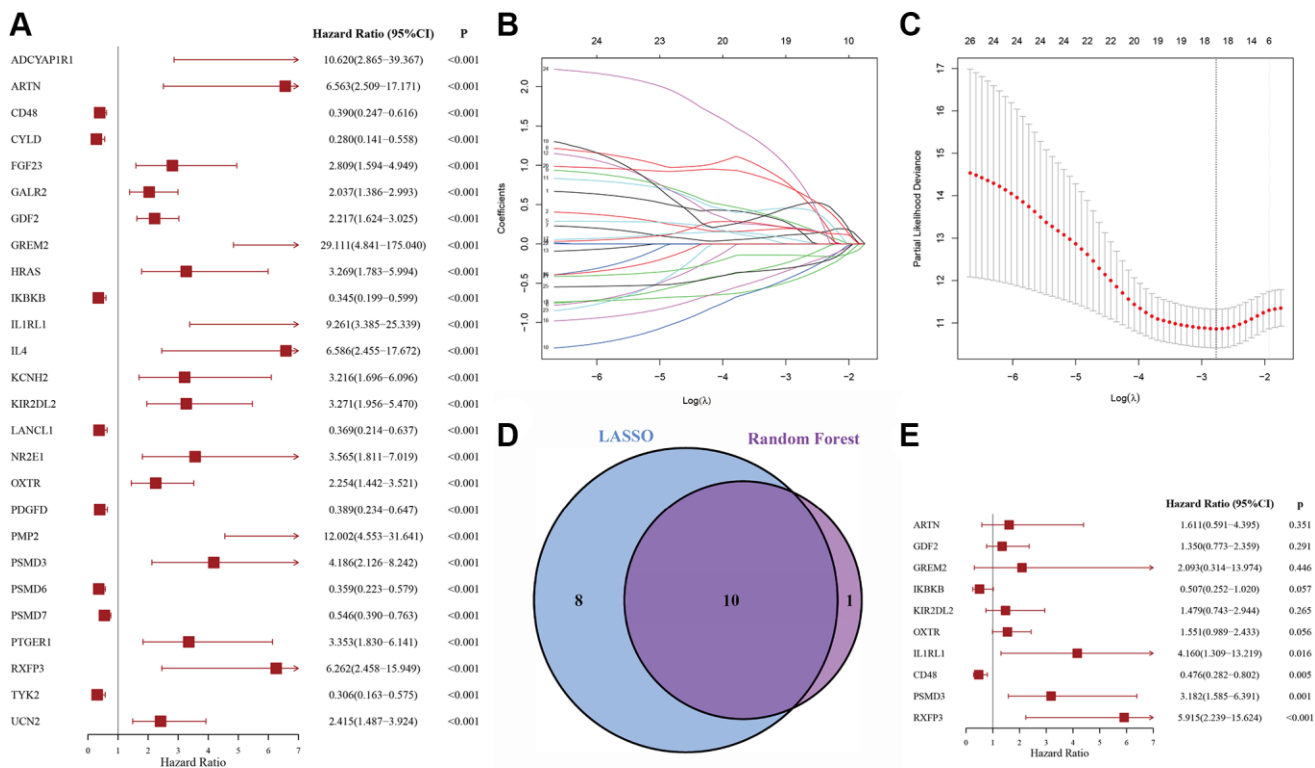 A
Hazard Ratio (95%CI) P
ADCYAP1R1 10.620(2.865−39.367) <0.001
ARTN 6.563(2.509−17.171) <0.001
CD48 0.390(0.247−0.616) <0.001
CYLD 0.280(0.141−0.558) <0.001
FGF23 2.809(1.594−4.949) <0.001
GALR2 2.037(1.386−2.993) <0.001
GDF2 2.217(1.624−3.025) <0.001
GREM2 29.111(4.841−175.040) <0.001
HRAS 3.269(1.783−5.994) <0.001
IKBKB 0.345(0.199−0.599) <0.001
IL1RL1 9.261(3.385−25.339) <0.001
IL4 6.586(2.455−17.672) <0.001
KCNH2 3.216(1.696−6.096) <0.001
KIR2DL2 3.271(1.956−5.470) <0.001
LANCL1 0.369(0.214−0.637) <0.001
NR2E1 3.565(1.811−7.019) <0.001
OXTR 2.254(1.442−3.521) <0.001
PDGFD 0.389(0.234−0.647) <0.001
PMP2 12.002(4.553−31.641) <0.001
PSMD3 4.186(2.126−8.242) <0.001
PSMD6 0.359(0.223−0.579) <0.001
PSMD7 0.546(0.390−0.763) <0.001
PTGER1 3.353(1.830−6.141) <0.001
RXFP3 6.262(2.458−15.949) <0.001
TYK2 0.306(0.163−0.575) <0.001
UCN2 2.415(1.487−3.924) <0.001
0 1 2 3 4 5 6 7
Hazard Ratio
B
24 22 20 19 10
2.0
1.5
1.0
0.5
0.0
−0.5
−1.0
Coefficients
−6 −5 −4 −3 −2
Log(λ)
C
26 24 24 24 24 22 20 19 19 18 18 14 6
17
16
15
14
13
12
11
Partial Likelihood Deviance
−6 −5 −4 −3 −2
Log(λ)
D
LASSO
Random Forest
8 10 1
E
Hazard Ratio (95%CI) p
ARTN 1.611(0.591−4.395) 0.351
GDF2 1.350(0.773−2.359) 0.291
GREM2 2.093(0.314−13.974) 0.446
IKBKB 0.507(0.252−1.020) 0.057
KIR2DL2 1.479(0.743−2.944) 0.265
OXTR 1.551(0.989−2.433) 0.056
IL1RL1 4.160(1.309−13.219) 0.016
CD48 0.476(0.282−0.802) 0.005
PSMD3 3.182(1.585−6.391) 0.001
RXFP3 5.915(2.239−15.624) <0.001
0 1 2 3 4 5 6 7
Hazard Ratio